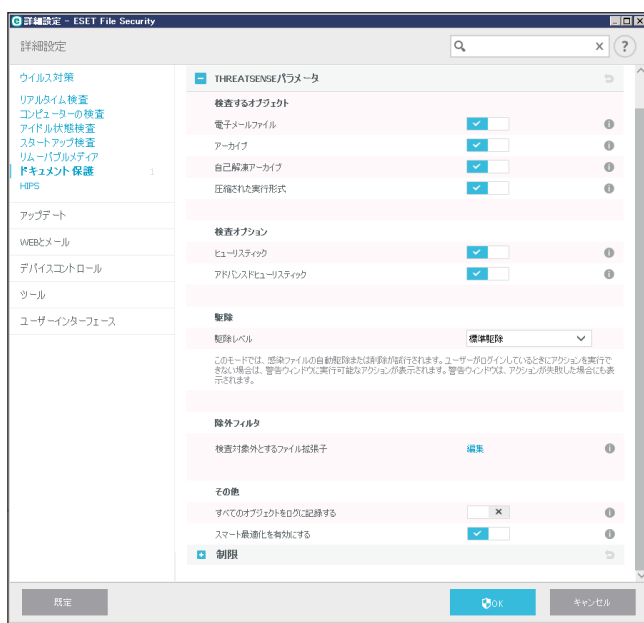 詳細設定 - ESET File Security
詳細設定
?
ウイルス対策
リアルタイム検査
コンピューターの検査
アイドル状態検査
スタートアップ検査
リムーバブルメディア
ドキュメント保護 1
HIPS
アップデート
WEBとメール
デバイスコントロール
ツール
ユーザーインターフェース
THREATSENSEパラメータ
検査するオブジェクト
電子メールファイル
アーカイブ
自己解凍アーカイブ
圧縮された実行形式
検査オプション
ヒューリスティック
アドバンスドヒューリスティック
駆除
駆除レベル 標準駆除
このモードでは、感染ファイルの自動駆除または削除が試行されます。ユーザーがログインしているときにアクションを実行で
きない場合は、警告ウィンドウに実行可能なアクションが表示されます。警告ウィンドウは、アクションが失敗した場合にも表
示されます。
除外フィルタ
検査対象外とするファイル拡張子 編集
その他
すべてのオブジェクトをログに記録する
スマート最適化を有効にする
制限
既定 OK キャンセル